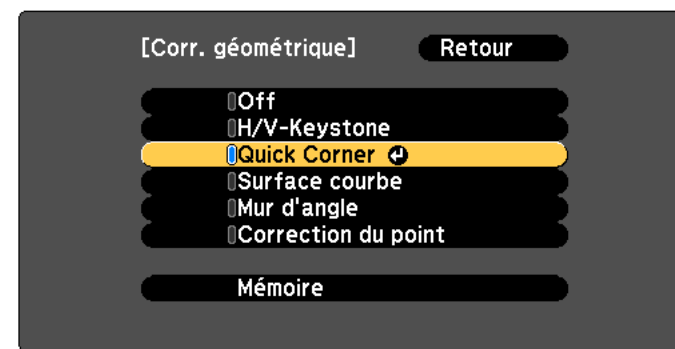 [Corr. géométrique] Retour
Off
H/V-Keystone
Quick Corner
Surface courbe
Mur d'angle
Correction du point
Mémoire